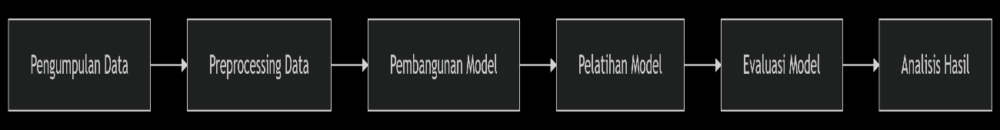 Pengumpulan Data
Preprocessing Data
Pembangunan Model
Pelatihan Model
Evaluasi Model
Analisis Hasil